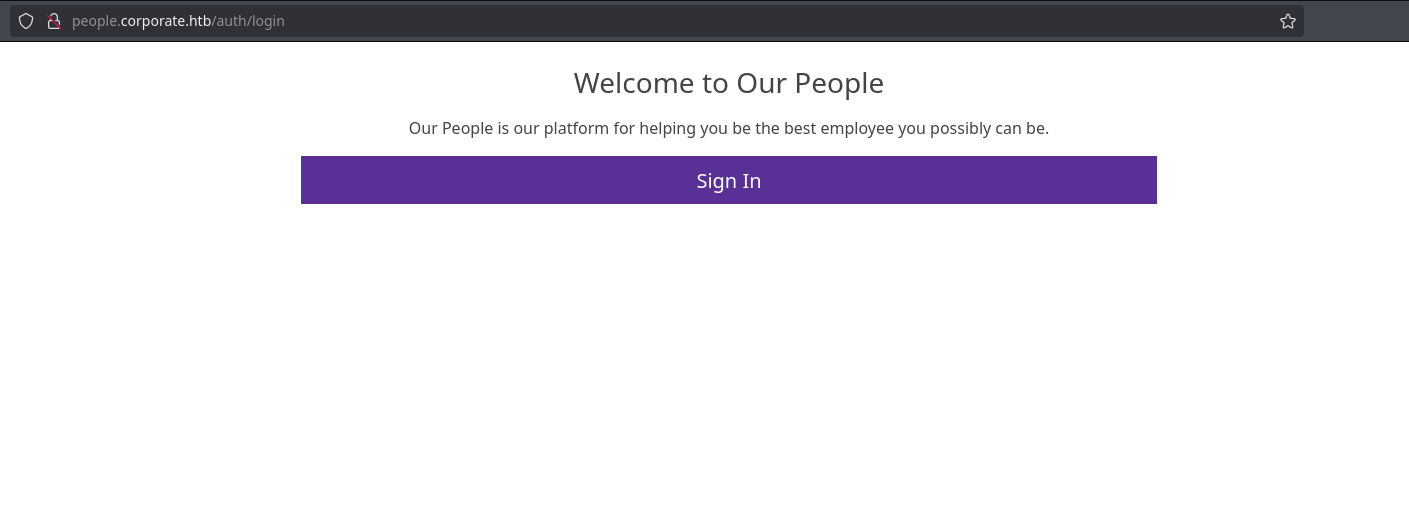 people.corporate.htb/auth/login
Welcome to Our People
Our People is our platform for helping you be the best employee you possibly can be.
Sign In